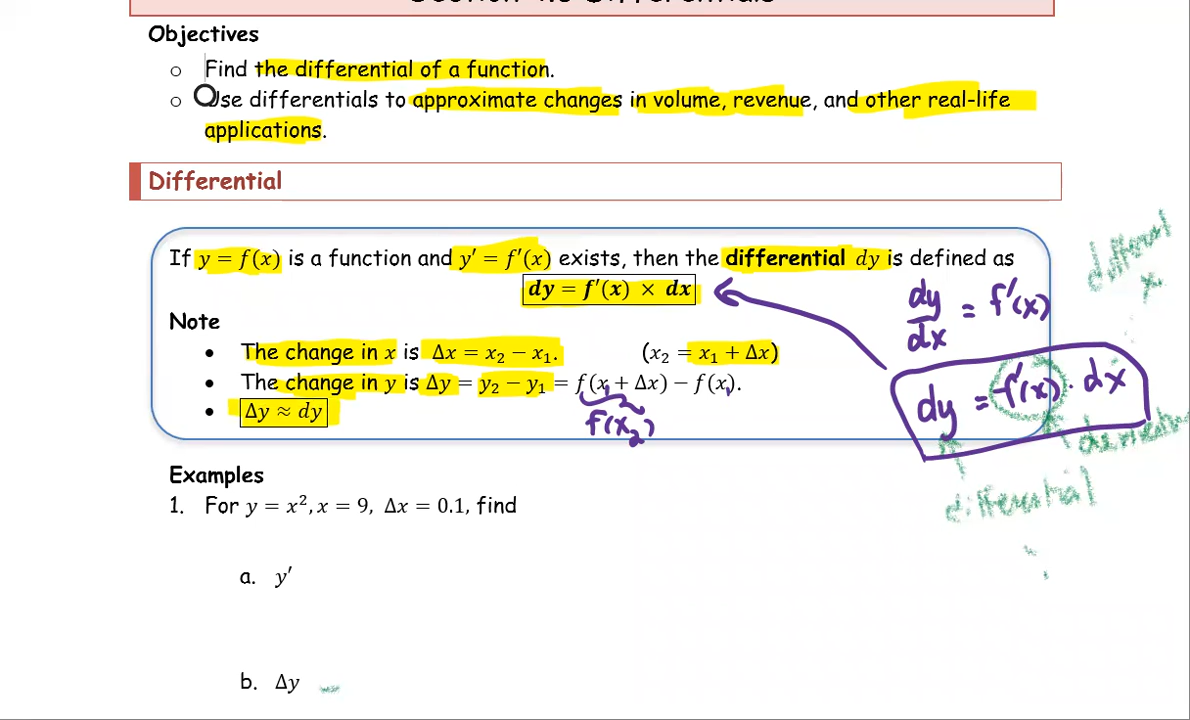 Objectives
○ Find the differential of a function.
○ Use differentials to approximate changes in volume, revenue, and other real-life
applications.
Differential
If y = f(x) is a function and y′ = f′(x) exists, then the differential dy is defined as
dy = f′(x) × dx
Note
• The change in x is Δx = x₂ − x₁. (x₂ = x₁ + Δx)
• The change in y is Δy = y₂ − y₁ = f(x₁ + Δx) − f(x₁).
• Δy ≈ dy
f(x₂)
dy/dx = f′(x)
dy = f′(x) · dx
differential
Examples
1. For y = x², x = 9, Δx = 0.1, find
a. y′
b. Δy